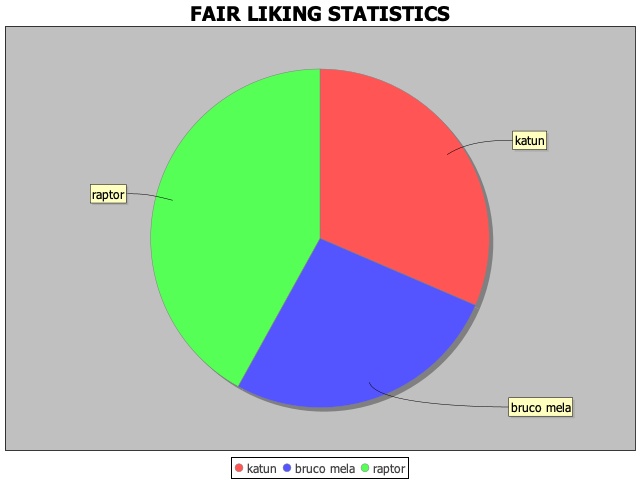 FAIR LIKING STATISTICS
katun
raptor
bruco mela
katun bruco mela raptor